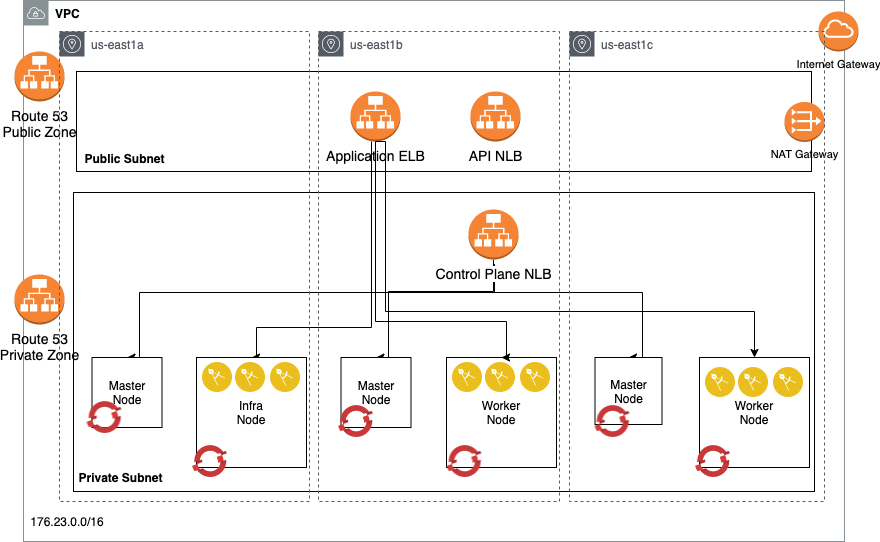 VPC
us-east1a
us-east1b
us-east1c
Internet Gateway
Route 53
Public Zone
Application ELB
API NLB
NAT Gateway
Public Subnet
Control Plane NLB
Route 53
Private Zone
Master
Node
Infra
Node
Master
Node
Worker
Node
Master
Node
Worker
Node
Private Subnet
176.23.0.0/16